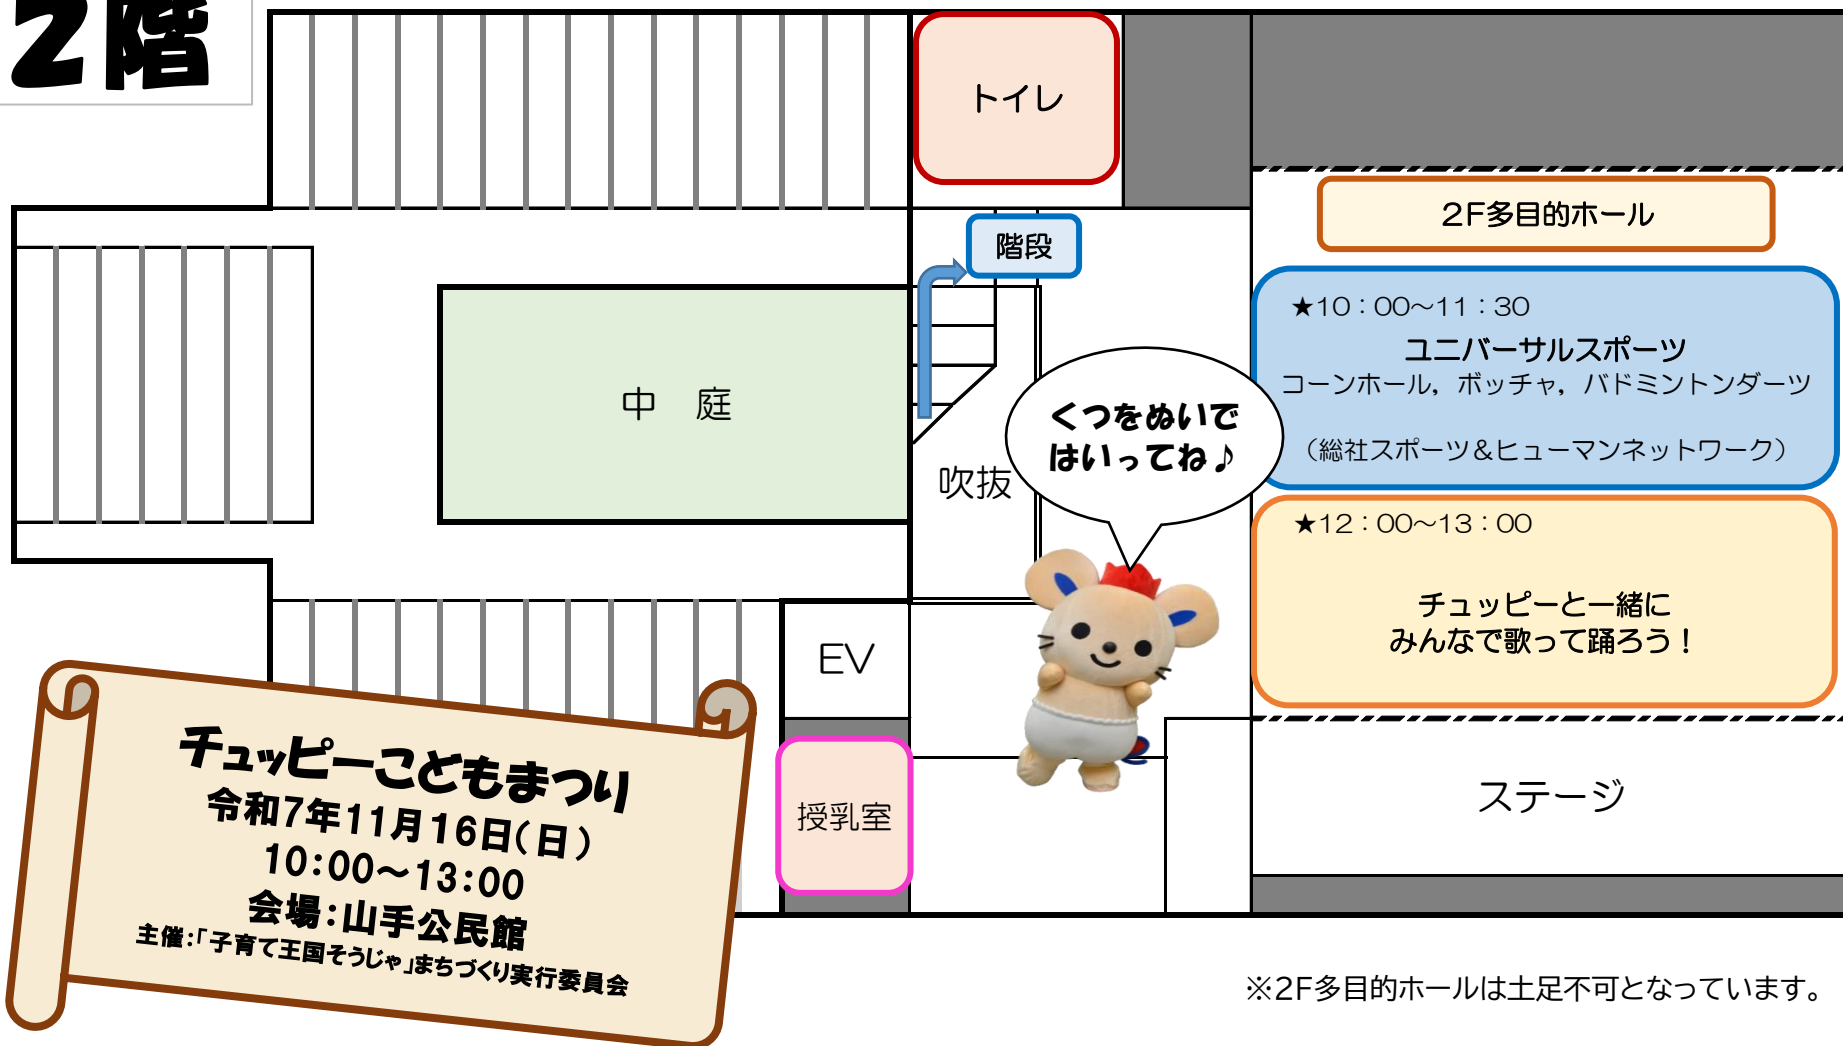 2階
トイレ
2F多目的ホール
階段
★10：00～11：30
ユニバーサルスポーツ
コーンホール，ボッチャ，バドミントンダーツ
（総社スポーツ＆ヒューマンネットワーク）
中　庭
くつをぬいで
はいってね♪
吹抜
★12：00～13：00
チュッピーと一緒に
みんなで歌って踊ろう！
EV
授乳室
ステージ
チュッピーこどもまつり
令和7年11月16日（日）
10：00～13：00
会場：山手公民館
主催：「子育て王国そうじゃ」まちづくり実行委員会
※2F多目的ホールは土足不可となっています。